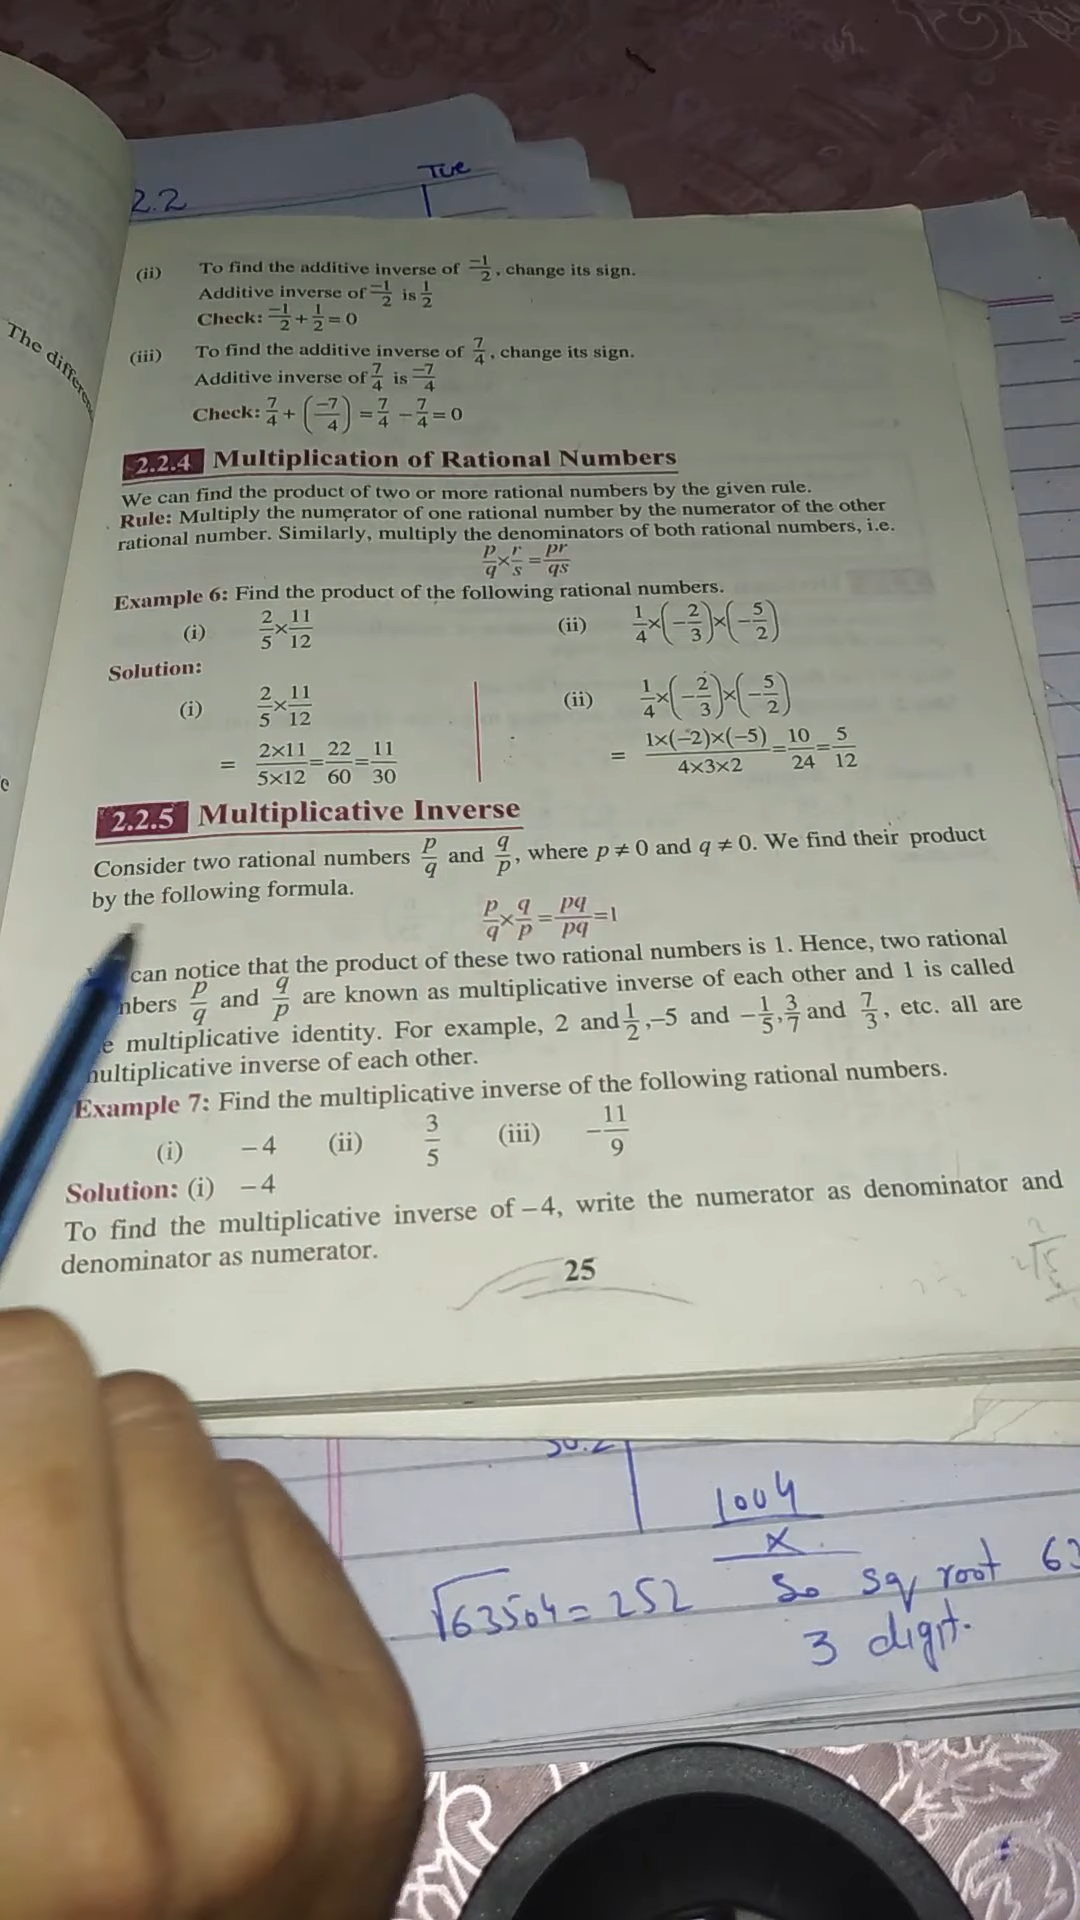 2.2
Tue
The differen
(ii) To find the additive inverse of -1/2, change its sign.
Additive inverse of -1/2 is 1/2
Check: -1/2 + 1/2 = 0
(iii) To find the additive inverse of 7/4, change its sign.
Additive inverse of 7/4 is -7/4
Check: 7/4 + (-7/4) = 7/4 - 7/4 = 0
2.2.4 Multiplication of Rational Numbers
We can find the product of two or more rational numbers by the given rule.
Rule: Multiply the numerator of one rational number by the numerator of the other
rational number. Similarly, multiply the denominators of both rational numbers, i.e.
p/q × r/s = pr/qs
Example 6: Find the product of the following rational numbers.
(i) 2/5 × 11/12 (ii) 1/4 × (-2/3) × (-5/2)
Solution:
(i) 2/5 × 11/12 (ii) 1/4 × (-2/3) × (-5/2)
= 2×11/5×12 = 22/60 = 11/30 = 1×(-2)×(-5)/4×3×2 = 10/24 = 5/12
2.2.5 Multiplicative Inverse
Consider two rational numbers p/q and q/p, where p ≠ 0 and q ≠ 0. We find their product
by the following formula.
p/q × q/p = pq/pq = 1
can notice that the product of these two rational numbers is 1. Hence, two rational
nbers p/q and q/p are known as multiplicative inverse of each other and 1 is called
e multiplicative identity. For example, 2 and 1/2, -5 and -1/5, 3/7 and 7/3, etc. all are
ultiplicative inverse of each other.
Example 7: Find the multiplicative inverse of the following rational numbers.
(i) -4 (ii) 3/5 (iii) -11/9
Solution: (i) -4
To find the multiplicative inverse of -4, write the numerator as denominator and
denominator as numerator.
25
1004
×
√63504 = 252 So sq root 63
3 digit.